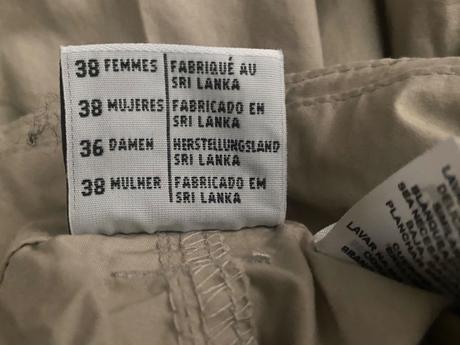 38 FEMMES FABRIQUÉ AU
SRI LANKA
38 MUJERES FABRICADO EN
SRI LANKA
36 DAMEN HERSTELLUNGSLAND
SRI LANKA
38 MULHER FABRICADO EM
SRI LANKA
LAVAR